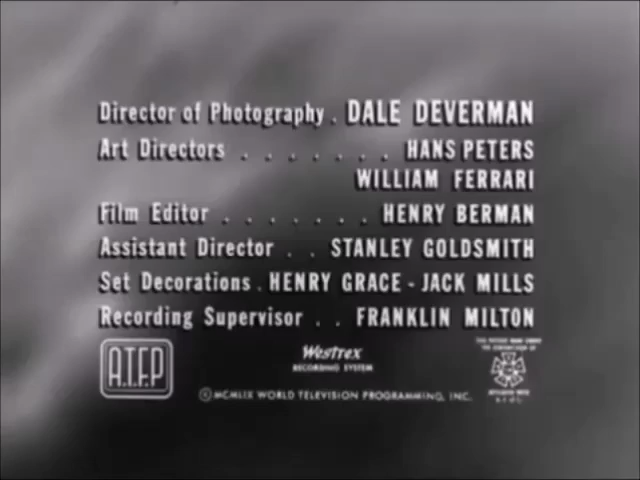 Director of Photography . DALE DEVERMAN
Art Directors . . . . . . . HANS PETERS
WILLIAM FERRARI
Film Editor . . . . . . . HENRY BERMAN
Assistant Director . . STANLEY GOLDSMITH
Set Decorations . HENRY GRACE - JACK MILLS
Recording Supervisor . . FRANKLIN MILTON
A.T.F.P
Westrex
RECORDING SYSTEM
© MCMLIX WORLD TELEVISION PROGRAMMING, INC.